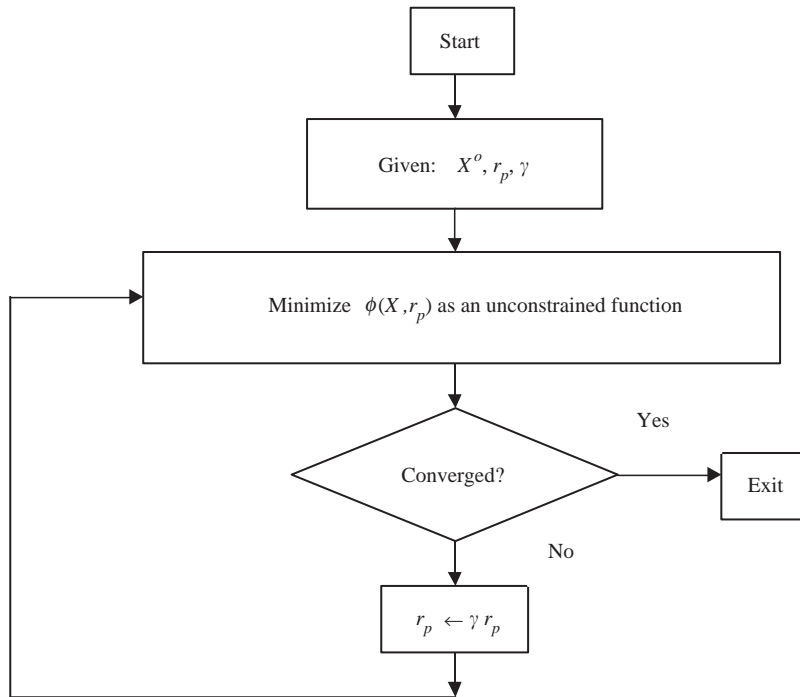 Start
Given: X^o, r_p, γ
Minimize ϕ(X, r_p) as an unconstrained function
Yes
Converged?
Exit
No
r_p ← γ r_p